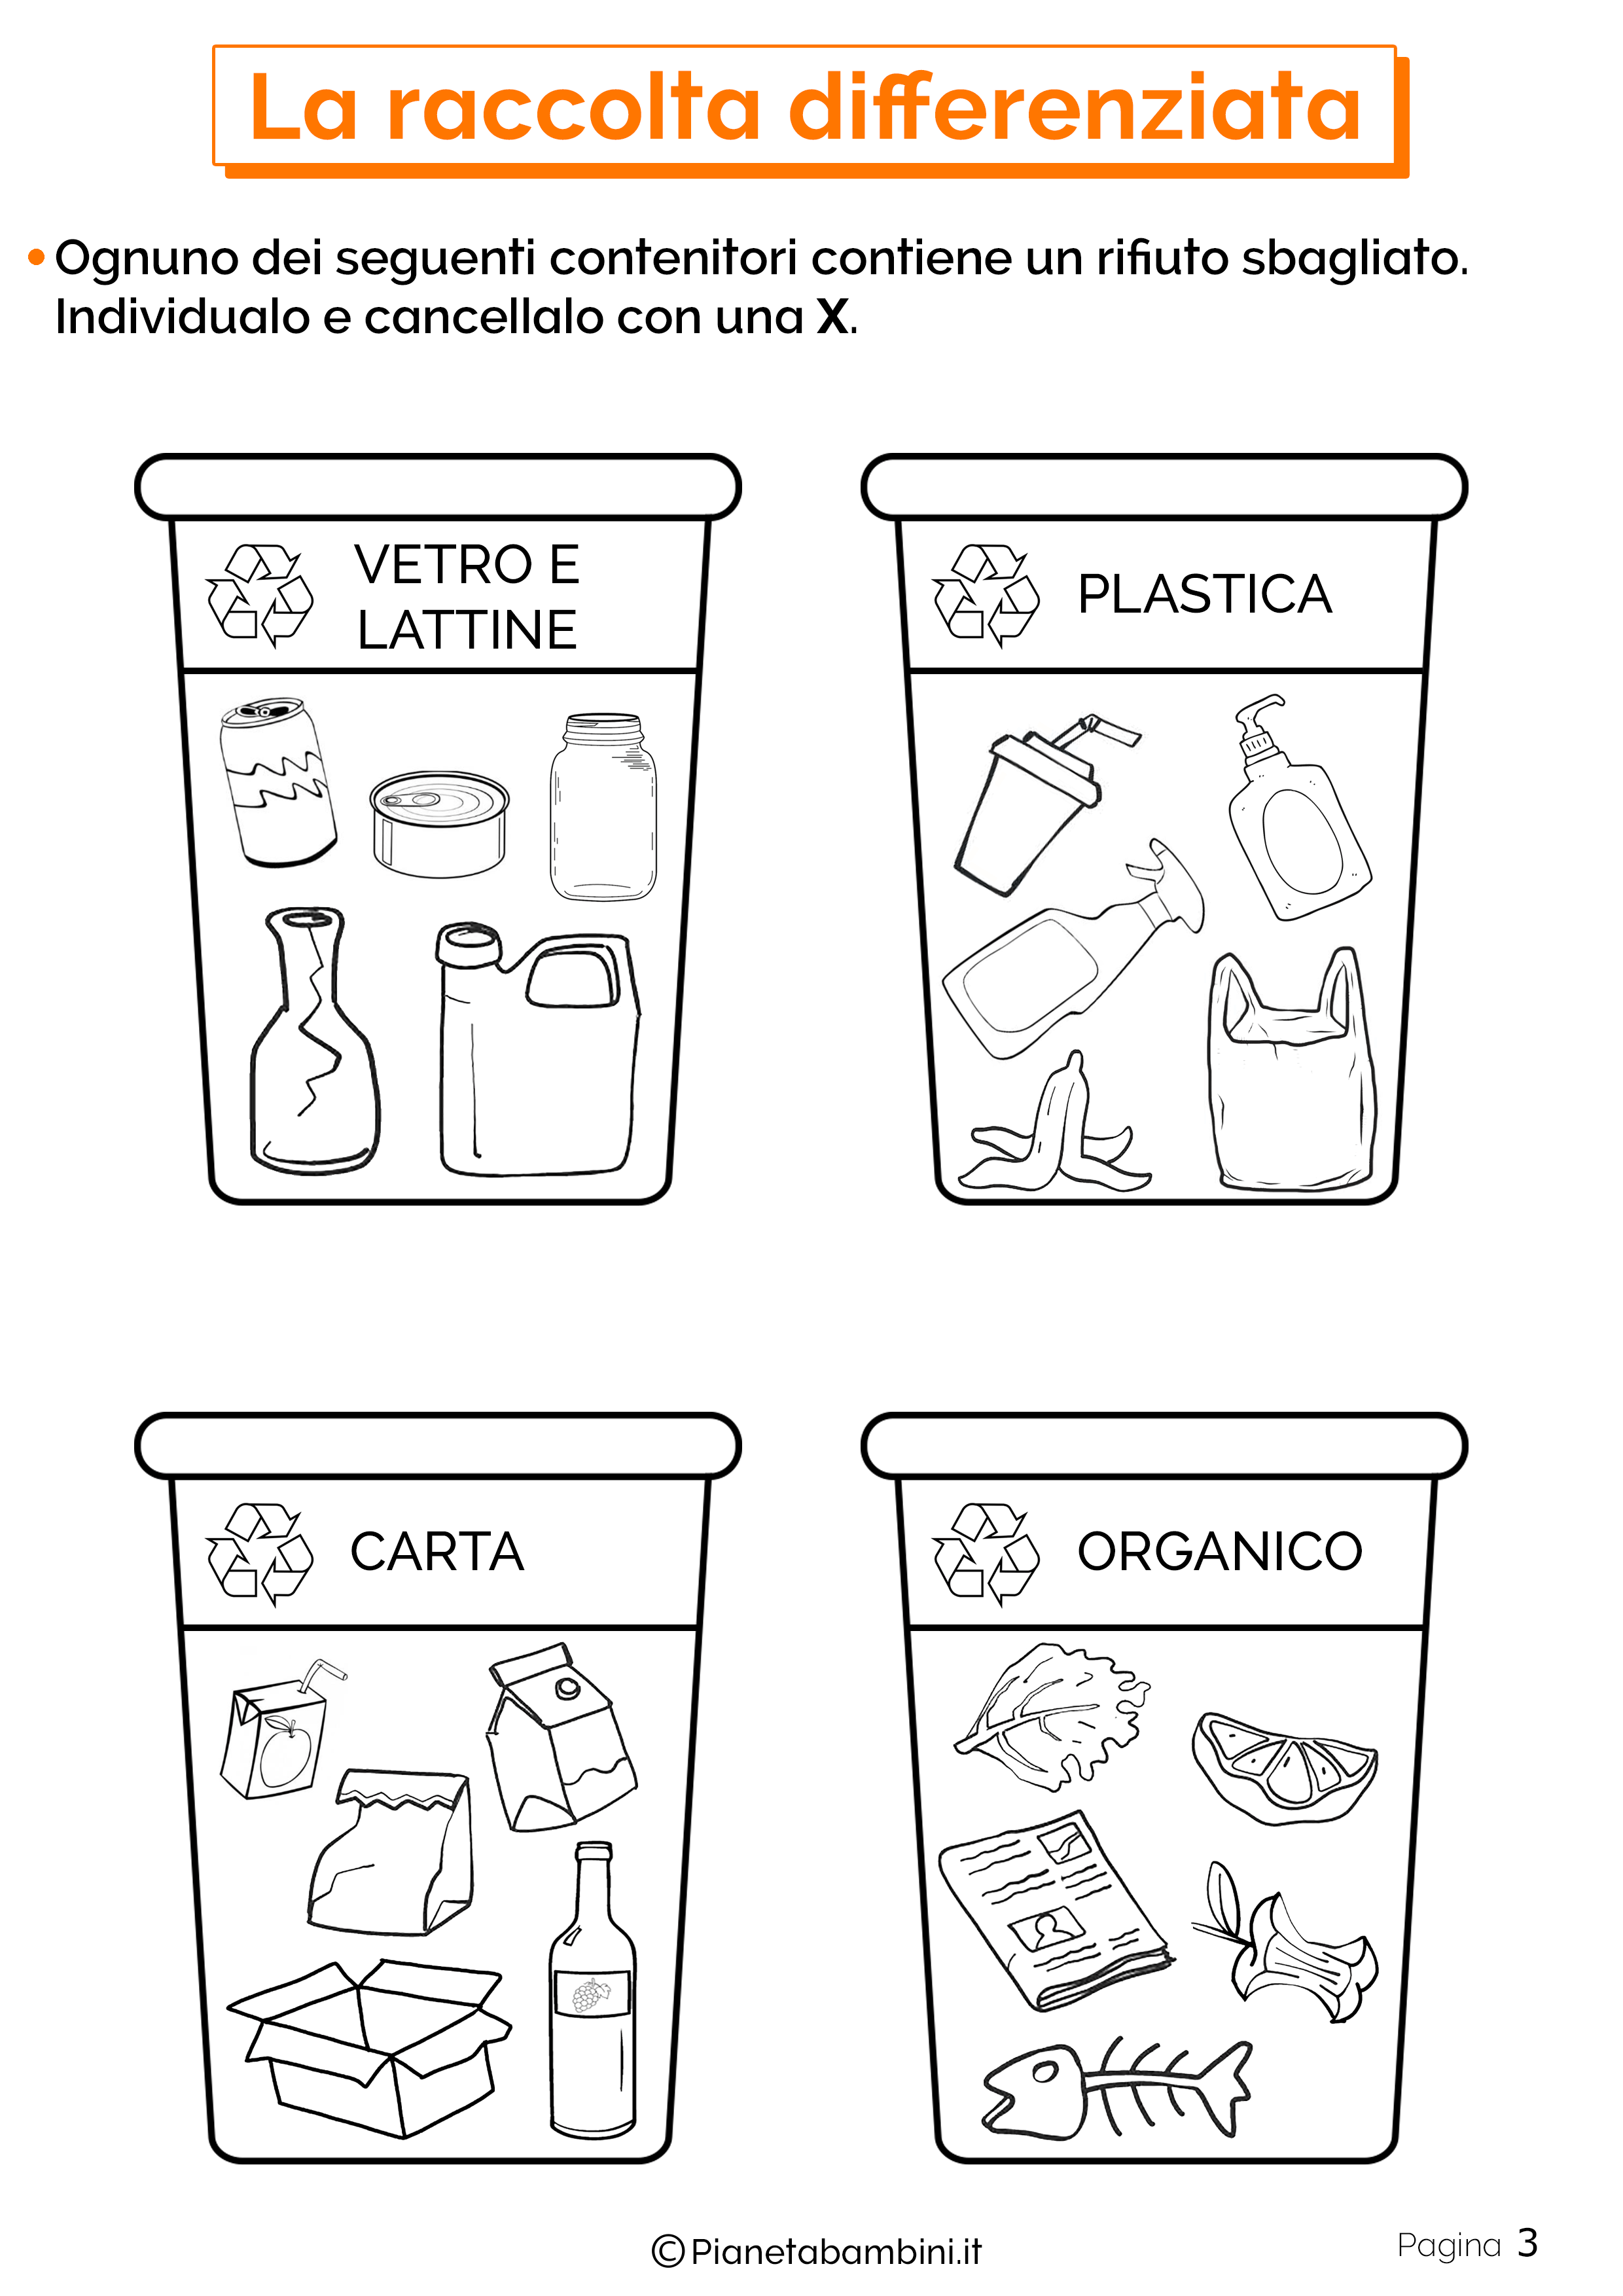 La raccolta differenziata
• Ognuno dei seguenti contenitori contiene un rifiuto sbagliato.
Individualo e cancellalo con una X.
VETRO E
LATTINE
PLASTICA
CARTA
ORGANICO
©Pianetabambini.it
Pagina 3